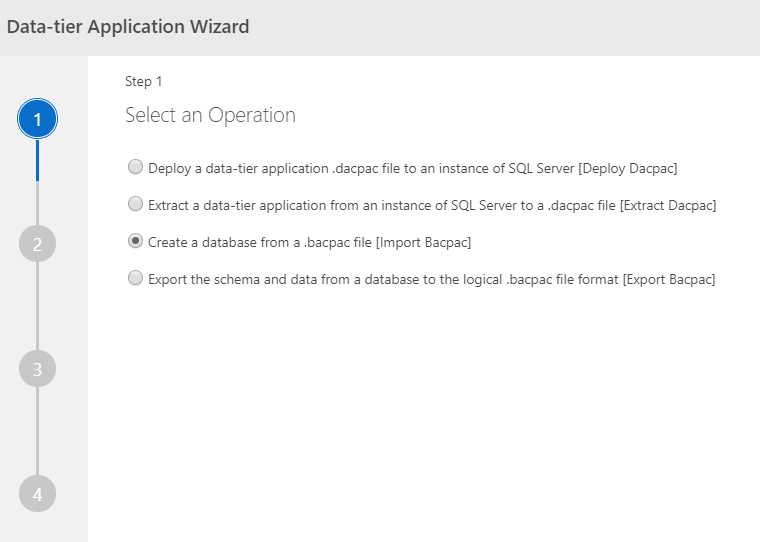 Data-tier Application Wizard
Step 1
Select an Operation
1
Deploy a data-tier application .dacpac file to an instance of SQL Server [Deploy Dacpac]
Extract a data-tier application from an instance of SQL Server to a .dacpac file [Extract Dacpac]
2
Create a database from a .bacpac file [Import Bacpac]
Export the schema and data from a database to the logical .bacpac file format [Export Bacpac]
3
4